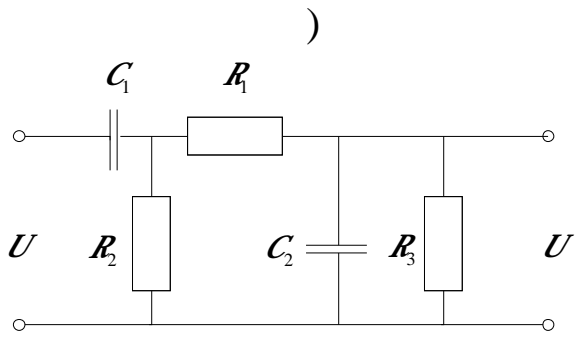 )
C₁ R₁
U R₂ C₂ R₃ U